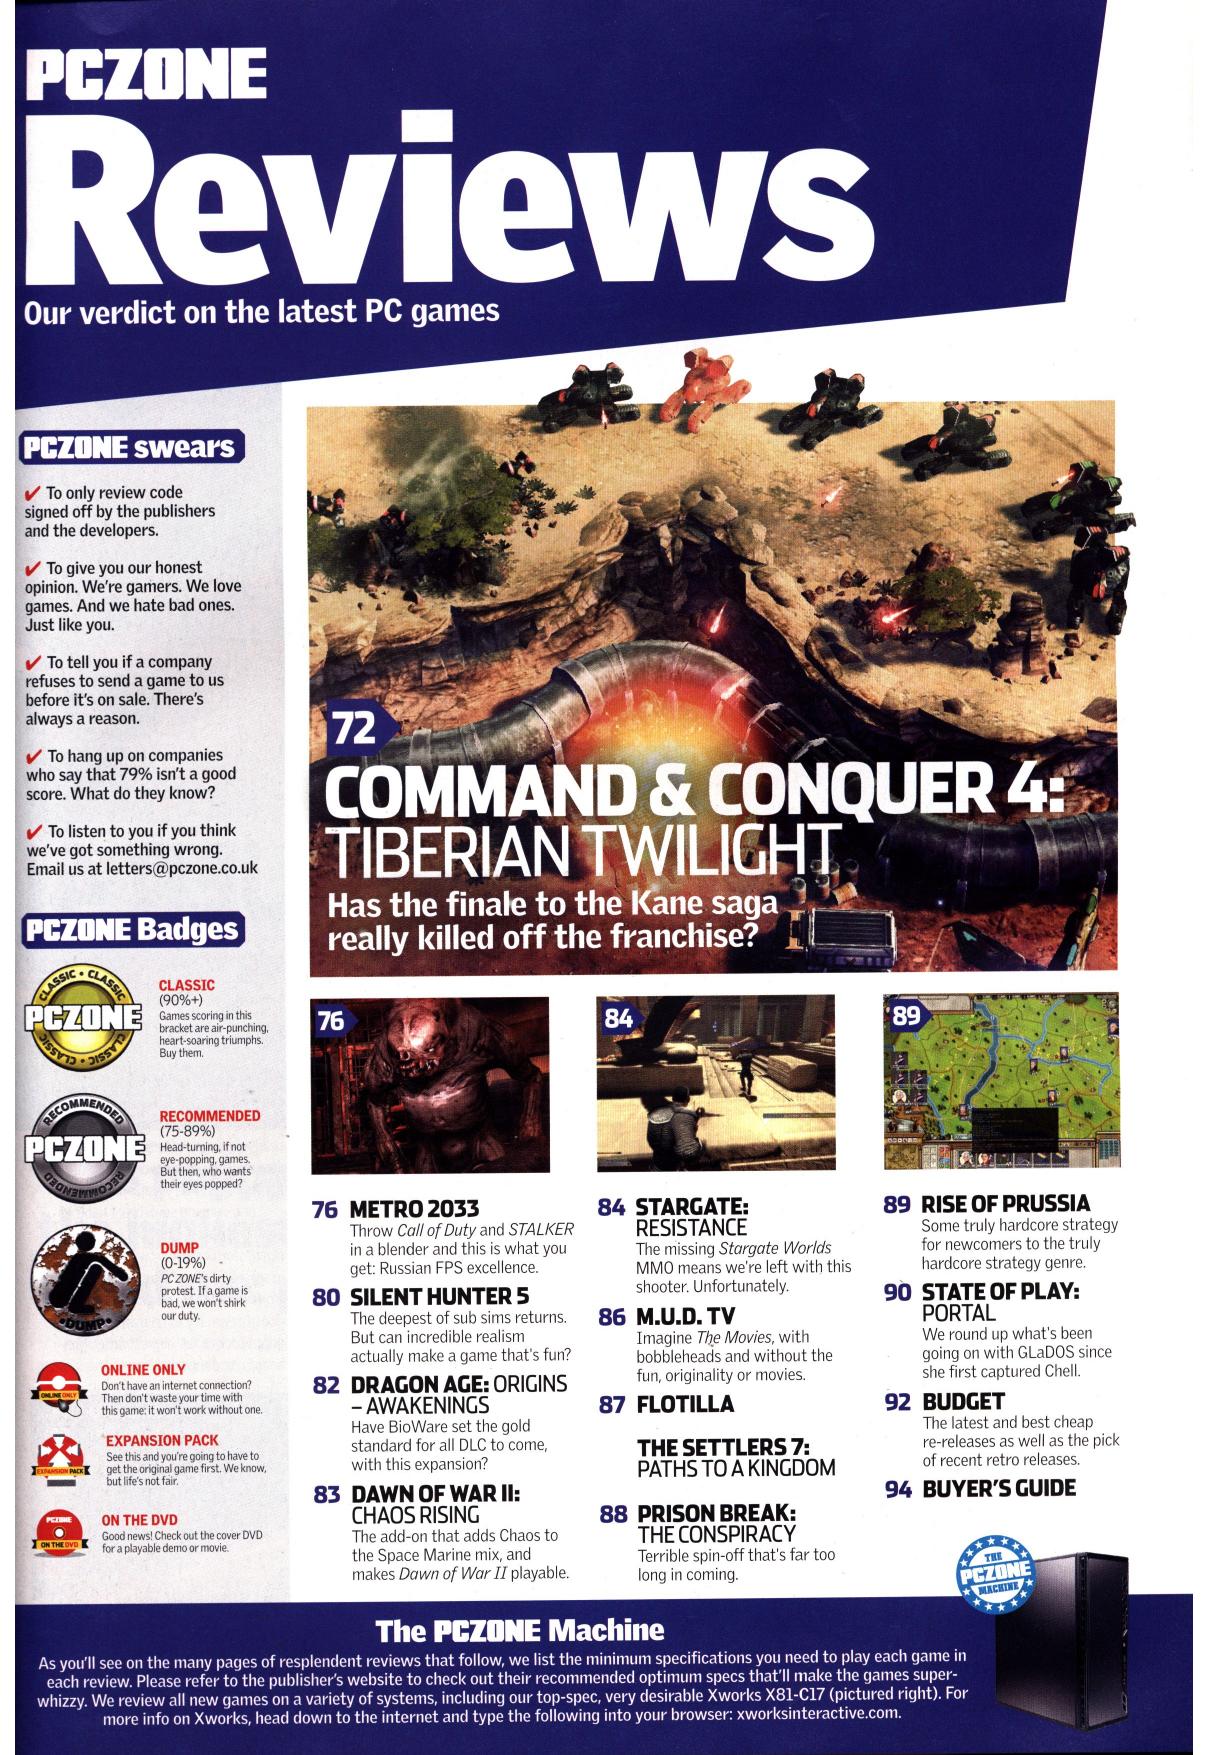 PCZONE
Reviews
Our verdict on the latest PC games
PCZONE swears
✔ To only review code
signed off by the publishers
and the developers.
✔ To give you our honest
opinion. We're gamers. We love
games. And we hate bad ones.
Just like you.
✔ To tell you if a company
refuses to send a game to us
before it's on sale. There's
always a reason.
✔ To hang up on companies
who say that 79% isn't a good
score. What do they know?
✔ To listen to you if you think
we've got something wrong.
Email us at letters@pczone.co.uk
PCZONE Badges
CLASSIC • CLASSIC
PCZONE
CLASSIC • CLASSIC
CLASSIC
(90%+)
Games scoring in this
bracket are air-punching,
heart-soaring triumphs.
Buy them.
RECOMMENDED
PCZONE
RECOMMENDED
RECOMMENDED
(75-89%)
Head-turning, if not
eye-popping, games.
But then, who wants
their eyes popped?
•DUMP•
DUMP
(0-19%)
PC ZONE's dirty
protest. If a game is
bad, we won't shirk
our duty.
ONLINE ONLY
ONLINE ONLY
Don't have an internet connection?
Then don't waste your time with
this game: it won't work without one.
EXPANSION PACK
EXPANSION PACK
See this and you're going to have to
get the original game first. We know,
but life's not fair.
PCZONE
ON THE DVD
ON THE DVD
Good news! Check out the cover DVD
for a playable demo or movie.
72
COMMAND & CONQUER 4:
TIBERIAN TWILIGHT
Has the finale to the Kane saga
really killed off the franchise?
76
84
89
76 METRO 2033
Throw Call of Duty and STALKER
in a blender and this is what you
get: Russian FPS excellence.
80 SILENT HUNTER 5
The deepest of sub sims returns.
But can incredible realism
actually make a game that's fun?
82 DRAGON AGE: ORIGINS
– AWAKENINGS
Have BioWare set the gold
standard for all DLC to come,
with this expansion?
83 DAWN OF WAR II:
CHAOS RISING
The add-on that adds Chaos to
the Space Marine mix, and
makes Dawn of War II playable.
84 STARGATE:
RESISTANCE
The missing Stargate Worlds
MMO means we're left with this
shooter. Unfortunately.
86 M.U.D. TV
Imagine The Movies, with
bobbleheads and without the
fun, originality or movies.
87 FLOTILLA
THE SETTLERS 7:
PATHS TO A KINGDOM
88 PRISON BREAK:
THE CONSPIRACY
Terrible spin-off that's far too
long in coming.
89 RISE OF PRUSSIA
Some truly hardcore strategy
for newcomers to the truly
hardcore strategy genre.
90 STATE OF PLAY:
PORTAL
We round up what's been
going on with GLaDOS since
she first captured Chell.
92 BUDGET
The latest and best cheap
re-releases as well as the pick
of recent retro releases.
94 BUYER'S GUIDE
THE
PCZONE
MACHINE
The PCZONE Machine
As you'll see on the many pages of resplendent reviews that follow, we list the minimum specifications you need to play each game in
each review. Please refer to the publisher's website to check out their recommended optimum specs that'll make the games super-
whizzy. We review all new games on a variety of systems, including our top-spec, very desirable Xworks X81-C17 (pictured right). For
more info on Xworks, head down to the internet and type the following into your browser: xworksinteractive.com.